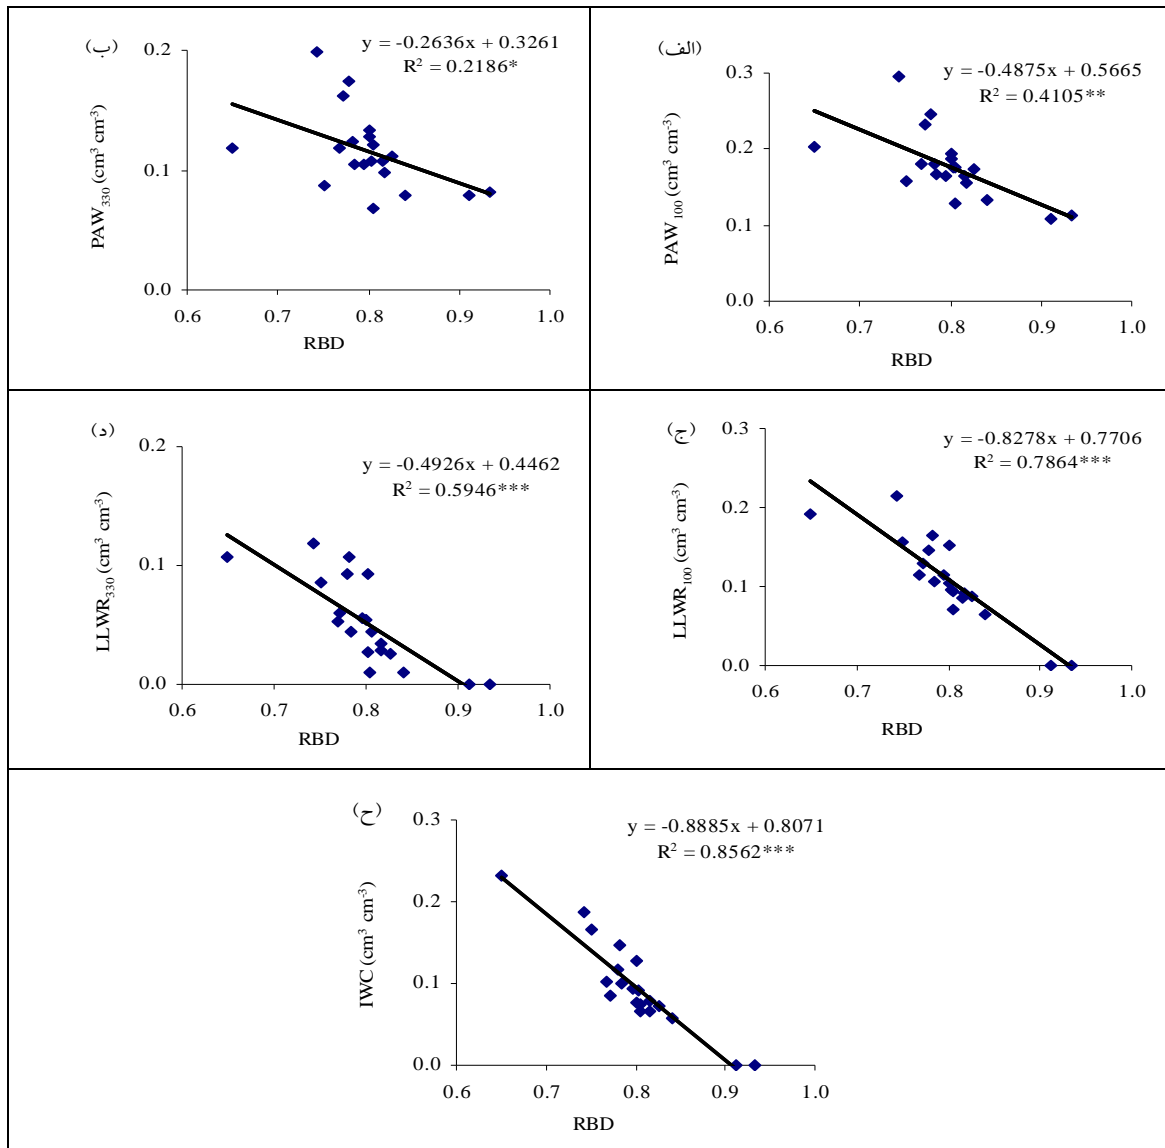 (الف)
y = -0.4875x + 0.5665
R² = 0.4105**
PAW₁₀₀ (cm³ cm⁻³)
0.3
0.2
0.1
0.0
0.6 0.7 0.8 0.9 1.0
RBD
(ب)
y = -0.2636x + 0.3261
R² = 0.2186*
PAW₃₃₀ (cm³ cm⁻³)
0.2
0.1
0.0
0.6 0.7 0.8 0.9 1.0
RBD
(ج)
y = -0.8278x + 0.7706
R² = 0.7864***
LLWR₁₀₀ (cm³ cm⁻³)
0.3
0.2
0.1
0.0
0.6 0.7 0.8 0.9 1.0
RBD
(د)
y = -0.4926x + 0.4462
R² = 0.5946***
LLWR₃₃₀ (cm³ cm⁻³)
0.2
0.1
0.0
0.6 0.7 0.8 0.9 1.0
RBD
(ح)
y = -0.8885x + 0.8071
R² = 0.8562***
IWC (cm³ cm⁻³)
0.3
0.2
0.1
0.0
0.6 0.7 0.8 0.9 1.0
RBD